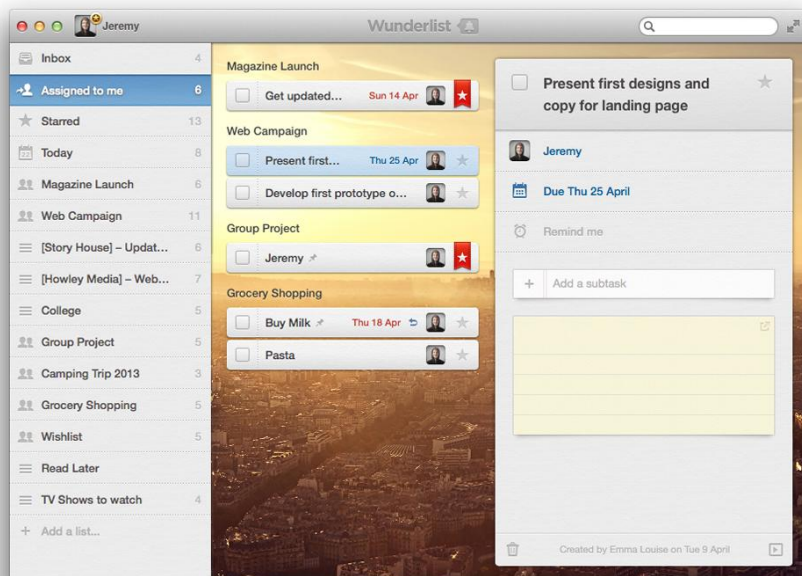 Jeremy
Wunderlist
Inbox 4
Assigned to me 6
Starred 13
Today 8
Magazine Launch 6
Web Campaign 11
[Story House] – Updat... 6
[Howley Media] – Web... 7
College 5
Group Project 5
Camping Trip 2013 3
Grocery Shopping 5
Wishlist 5
Read Later
TV Shows to watch 4
+ Add a list...
Magazine Launch
Get updated... Sun 14 Apr
Web Campaign
Present first... Thu 25 Apr
Develop first prototype o...
Group Project
Jeremy
Grocery Shopping
Buy Milk Thu 18 Apr
Pasta
Present first designs and
copy for landing page
Jeremy
Due Thu 25 April
Remind me
+ Add a subtask
Created by Emma Louise on Tue 9 April